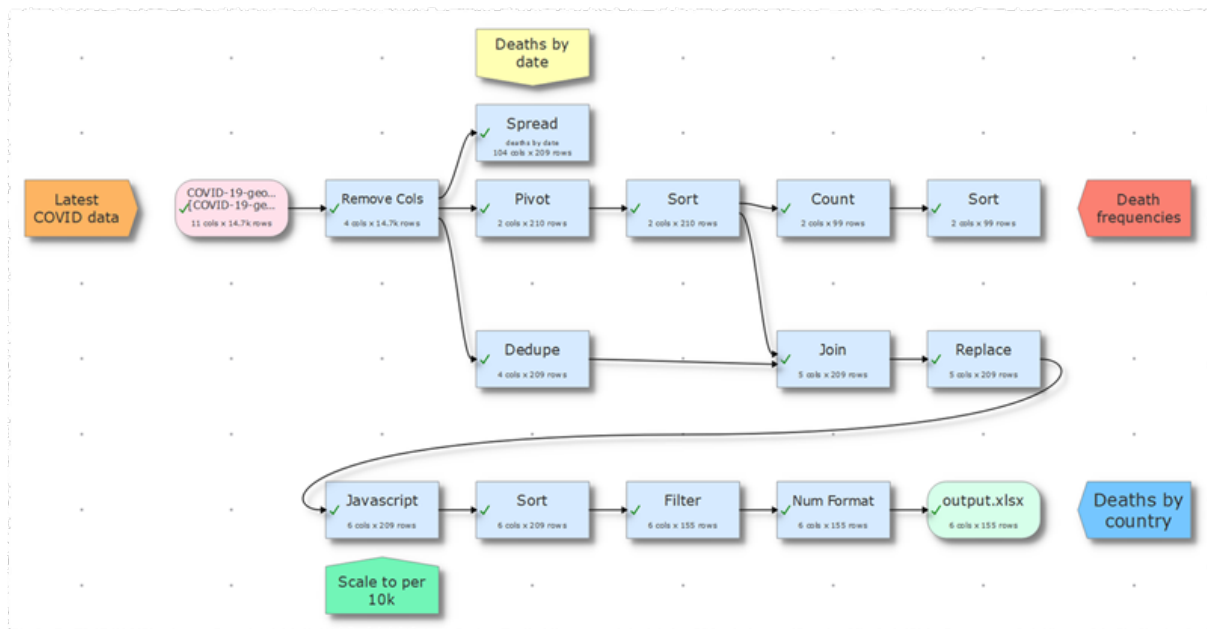 Deaths by
date
Spread
deaths by date
104 cols x 209 rows
Latest
COVID data
COVID-19-geo...
[COVID-19-ge...
11 cols x 14.7k rows
Remove Cols
4 cols x 14.7k rows
Pivot
2 cols x 210 rows
Sort
2 cols x 210 rows
Count
2 cols x 99 rows
Sort
2 cols x 99 rows
Death
frequencies
Dedupe
4 cols x 209 rows
Join
5 cols x 209 rows
Replace
5 cols x 209 rows
Javascript
6 cols x 209 rows
Sort
6 cols x 209 rows
Filter
6 cols x 155 rows
Num Format
6 cols x 155 rows
output.xlsx
6 cols x 155 rows
Deaths by
country
Scale to per
10k